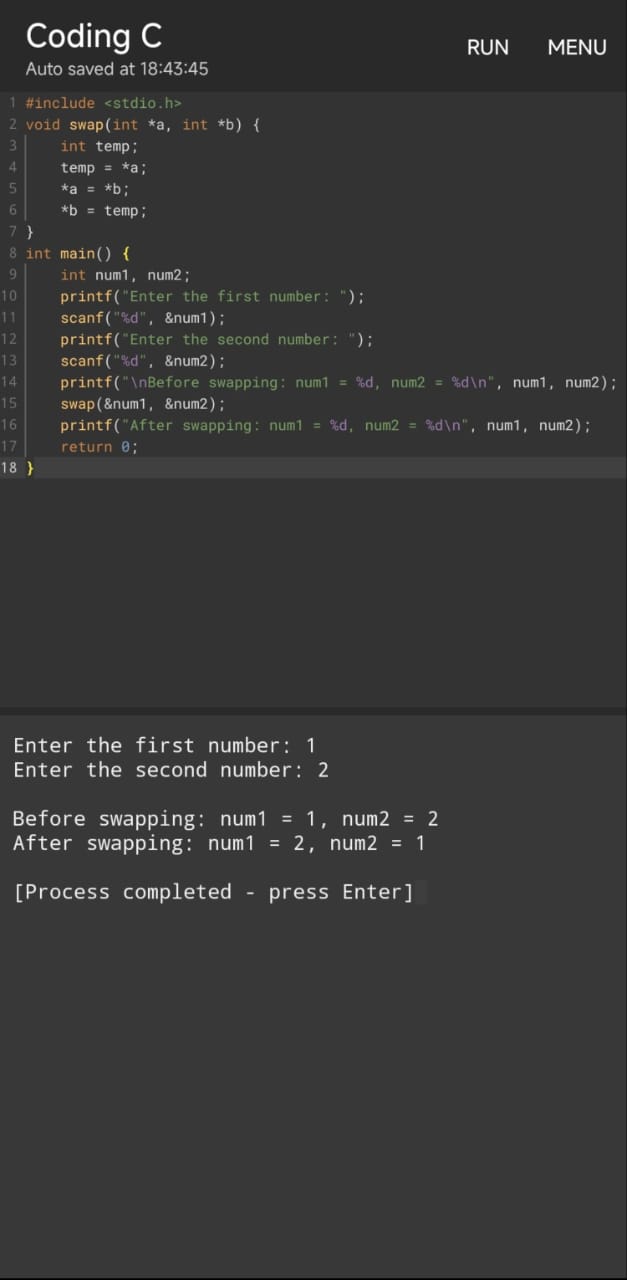 Coding C
Auto saved at 18:43:45
RUN MENU
1 #include <stdio.h>
2 void swap(int *a, int *b) {
3     int temp;
4     temp = *a;
5     *a = *b;
6     *b = temp;
7 }
8 int main() {
9     int num1, num2;
10     printf("Enter the first number: ");
11     scanf("%d", &num1);
12     printf("Enter the second number: ");
13     scanf("%d", &num2);
14     printf("\nBefore swapping: num1 = %d, num2 = %d\n", num1, num2);
15     swap(&num1, &num2);
16     printf("After swapping: num1 = %d, num2 = %d\n", num1, num2);
17     return 0;
18 }
Enter the first number: 1
Enter the second number: 2
Before swapping: num1 = 1, num2 = 2
After swapping: num1 = 2, num2 = 1
[Process completed - press Enter]